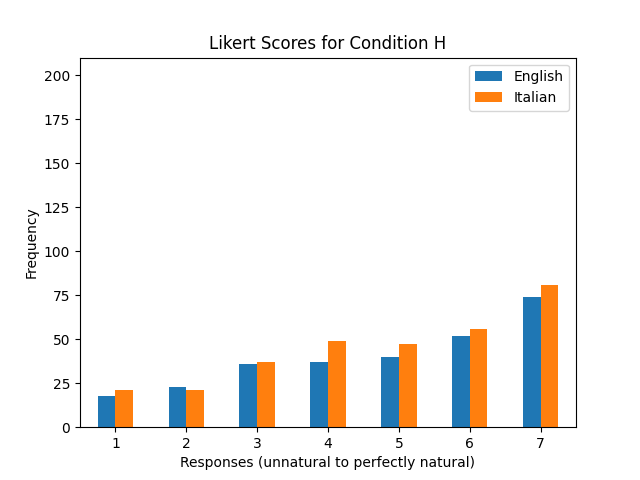 Likert Scores for Condition H
English
Italian
Frequency
200
175
150
125
100
75
50
25
0
1 2 3 4 5 6 7
Responses (unnatural to perfectly natural)